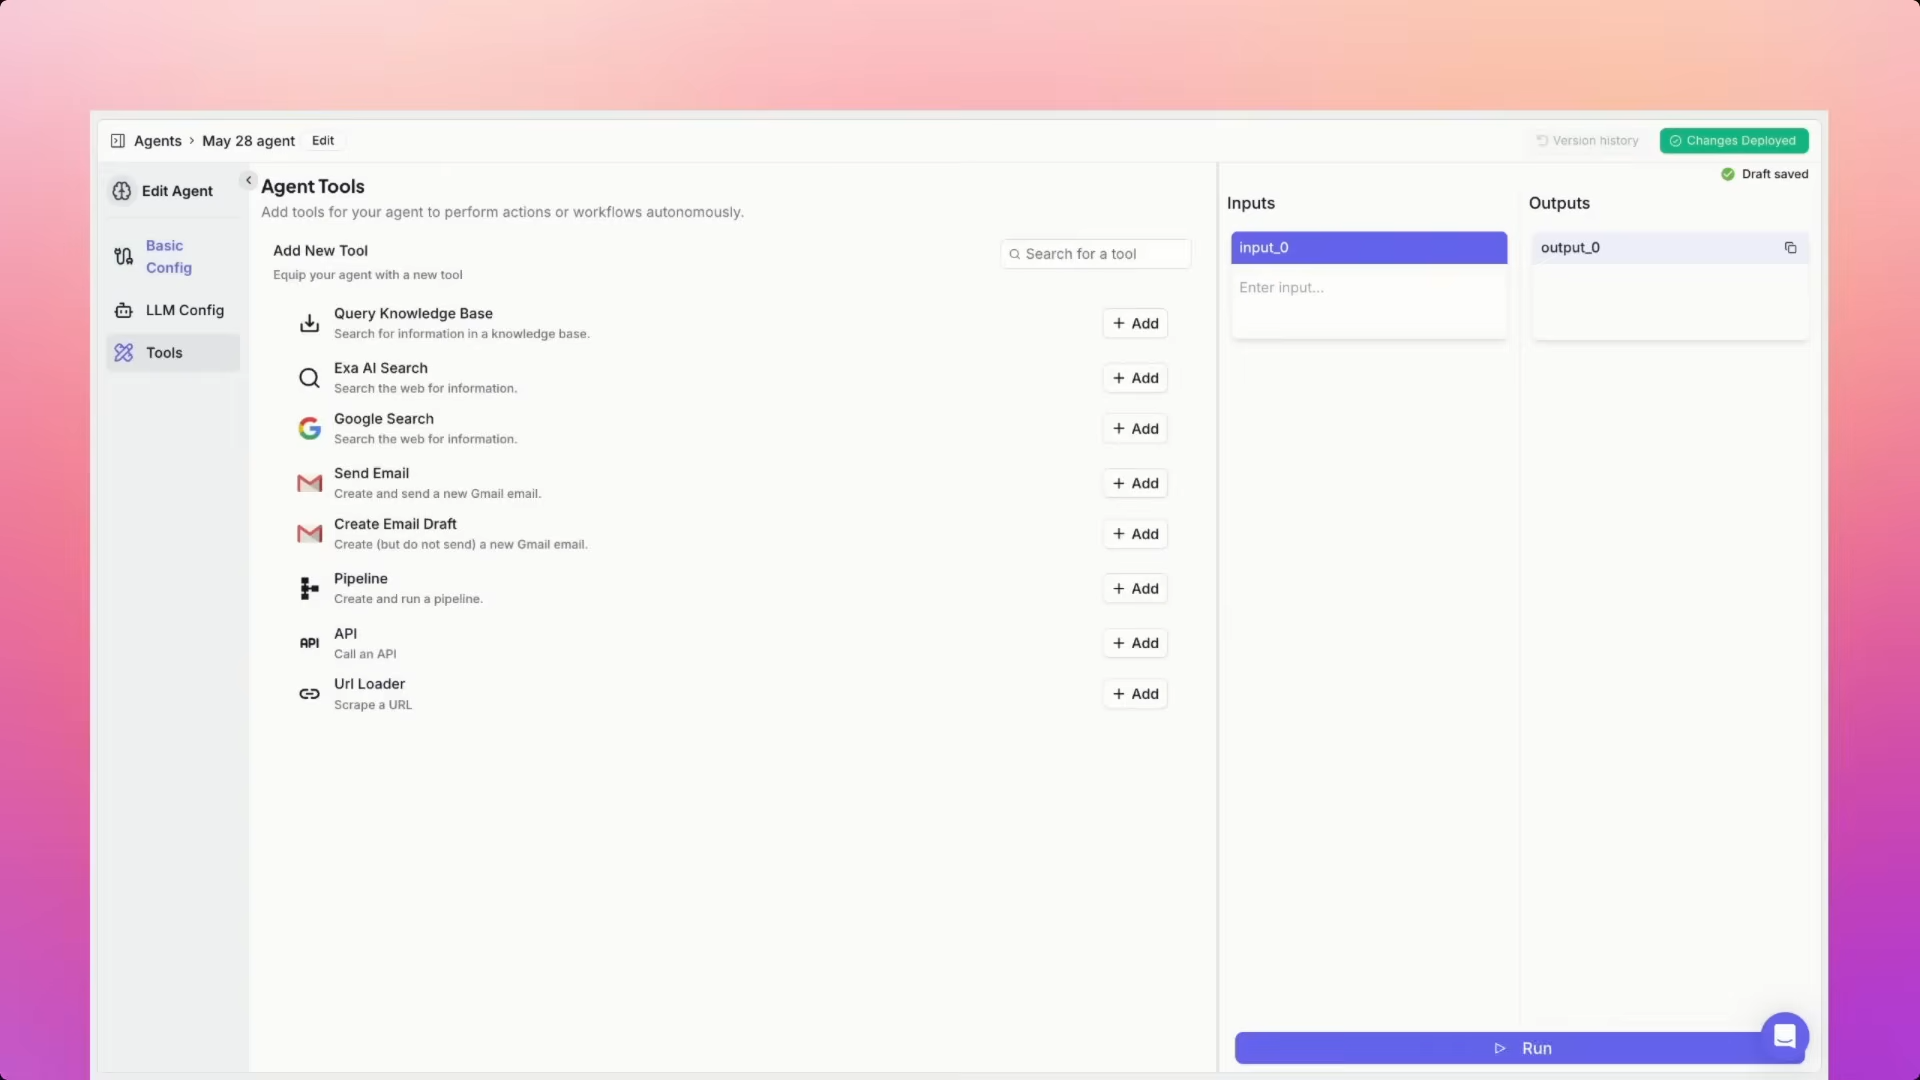 Agents > May 28 agent Edit
Version history
Changes Deployed
Edit Agent
Basic
Config
LLM Config
Tools
Agent Tools
Add tools for your agent to perform actions or workflows autonomously.
Add New Tool
Equip your agent with a new tool
Search for a tool
Query Knowledge Base
Search for information in a knowledge base.
+ Add
Exa AI Search
Search the web for information.
+ Add
Google Search
Search the web for information.
+ Add
Send Email
Create and send a new Gmail email.
+ Add
Create Email Draft
Create (but do not send) a new Gmail email.
+ Add
Pipeline
Create and run a pipeline.
+ Add
API
API
Call an API
+ Add
Url Loader
Scrape a URL
+ Add
Draft saved
Inputs
input_0
Enter input...
Outputs
output_0
Run